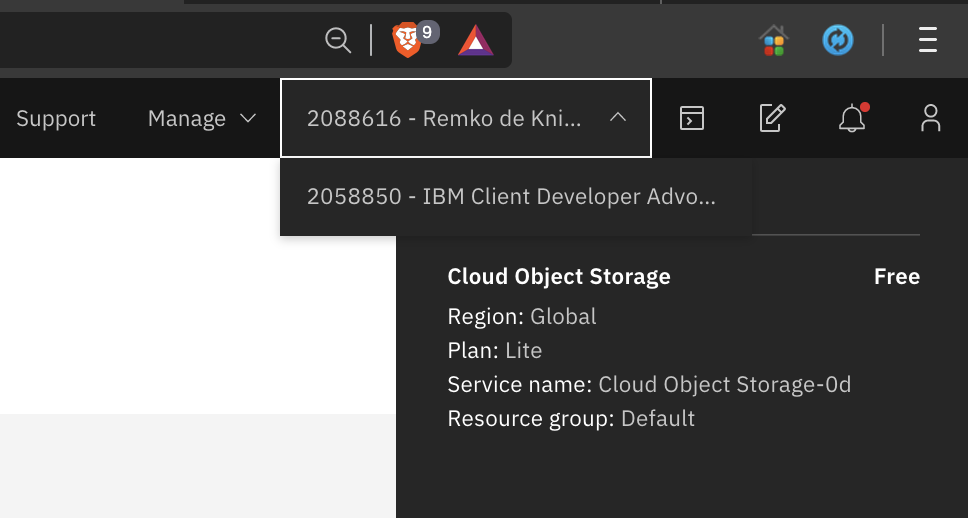 9
Support Manage 2088616 - Remko de Kni...
2058850 - IBM Client Developer Advo...
Cloud Object Storage Free
Region: Global
Plan: Lite
Service name: Cloud Object Storage-0d
Resource group: Default